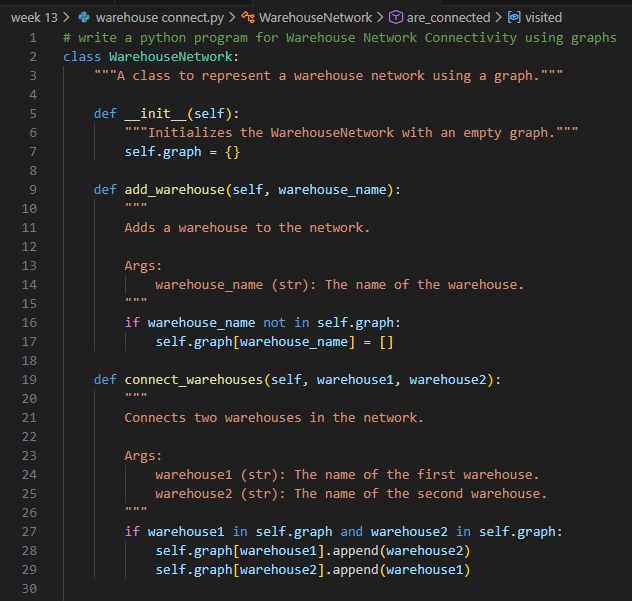 week 13 > warehouse connect.py > WarehouseNetwork > are_connected > visited
1 # write a python program for Warehouse Network Connectivity using graphs
2 class WarehouseNetwork:
3     """A class to represent a warehouse network using a graph."""
4
5     def __init__(self):
6         """Initializes the WarehouseNetwork with an empty graph."""
7         self.graph = {}
8
9     def add_warehouse(self, warehouse_name):
10         """
11         Adds a warehouse to the network.
12
13         Args:
14             warehouse_name (str): The name of the warehouse.
15         """
16         if warehouse_name not in self.graph:
17             self.graph[warehouse_name] = []
18
19     def connect_warehouses(self, warehouse1, warehouse2):
20         """
21         Connects two warehouses in the network.
22
23         Args:
24             warehouse1 (str): The name of the first warehouse.
25             warehouse2 (str): The name of the second warehouse.
26         """
27         if warehouse1 in self.graph and warehouse2 in self.graph:
28             self.graph[warehouse1].append(warehouse2)
29             self.graph[warehouse2].append(warehouse1)
30